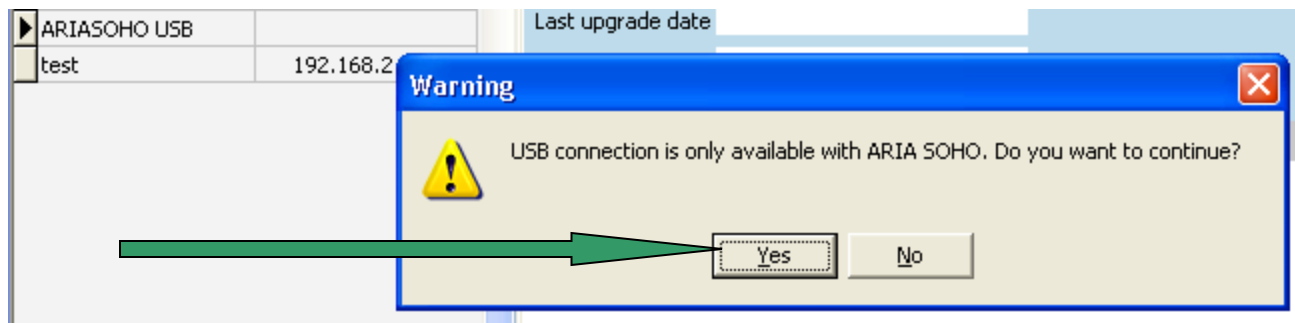 ARIASOHO USB
Last upgrade date
test 192.168.2
Warning
USB connection is only available with ARIA SOHO. Do you want to continue?
Yes No